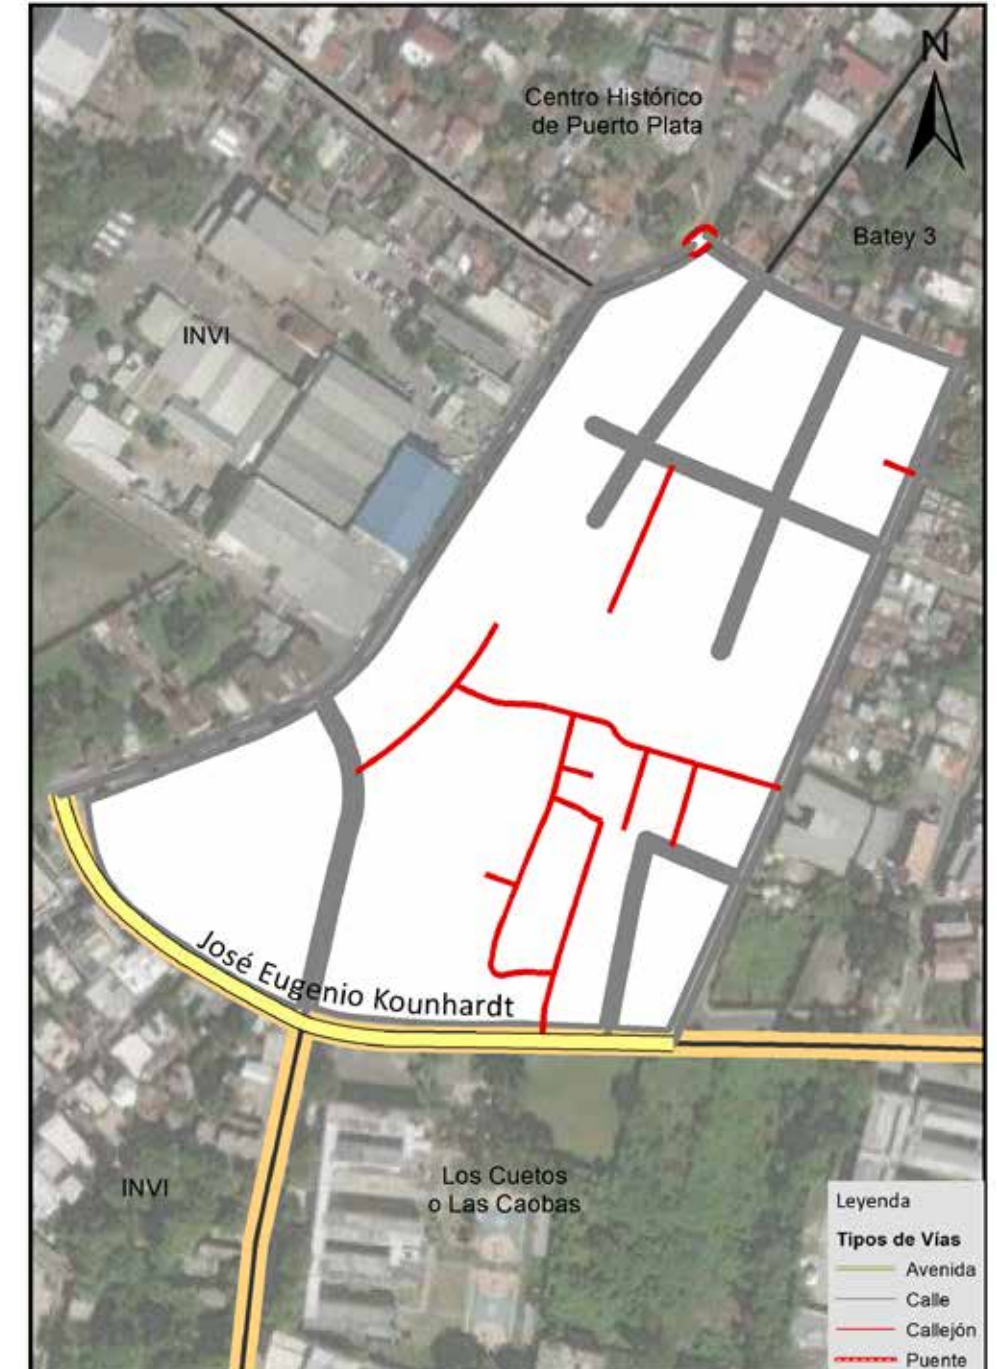 N
Centro Histórico
de Puerto Plata
Batey 3
INVI
José Eugenio Kounhardt
INVI
Los Cuetos
o Las Caobas
Leyenda
Tipos de Vías
Avenida
Calle
Callejón
Puente